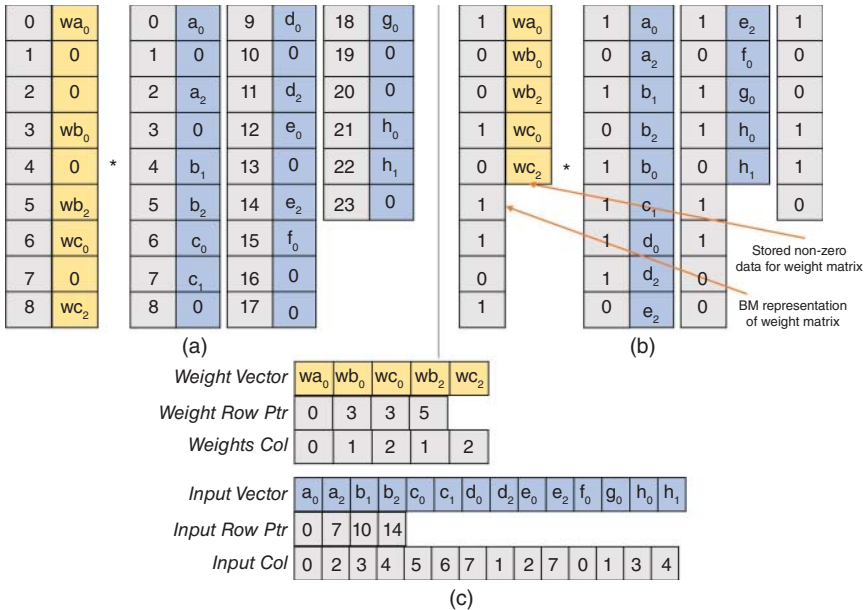 0 wa₀ 0 a₀ 9 d₀ 18 g₀
1 0 1 0 10 0 19 0
2 0 2 a₂ 11 d₂ 20 0
3 wb₀ 3 0 12 e₀ 21 h₀
4 0 * 4 b₁ 13 0 22 h₁
5 wb₂ 5 b₂ 14 e₂ 23 0
6 wc₀ 6 c₀ 15 f₀
7 0 7 c₁ 16 0
8 wc₂ 8 0 17 0
(a)
1 wa₀ 1 a₀ 1 e₂ 1
0 wb₀ 0 a₂ 0 f₀ 0
0 wb₂ 1 b₁ 1 g₀ 0
1 wc₀ 0 b₂ 1 h₀ 1
0 wc₂ * 1 b₀ 0 h₁ 1
1 1 c₁ 1 0
1 1 d₀ 1
0 1 d₂ 0
1 0 e₂ 0
Stored non-zero
data for weight matrix
BM representation
of weight matrix
(b)
Weight Vector wa₀ wb₀ wc₀ wb₂ wc₂
Weight Row Ptr 0 3 3 5
Weights Col 0 1 2 1 2
Input Vector a₀ a₂ b₁ b₂ c₀ c₁ d₀ d₂ e₀ e₂ f₀ g₀ h₀ h₁
Input Row Ptr 0 7 10 14
Input Col 0 2 3 4 5 6 7 1 2 7 0 1 3 4
(c)